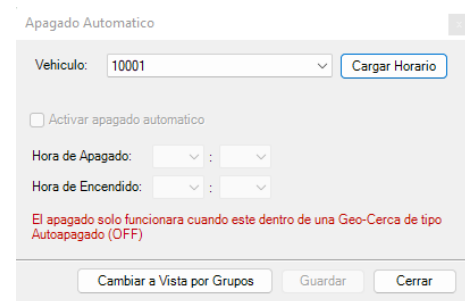 Apagado Automatico
Vehiculo: 10001 Cargar Horario
Activar apagado automatico
Hora de Apagado: :
Hora de Encendido: :
El apagado solo funcionara cuando este dentro de una Geo-Cerca de tipo
Autoapagado (OFF)
Cambiar a Vista por Grupos Guardar Cerrar